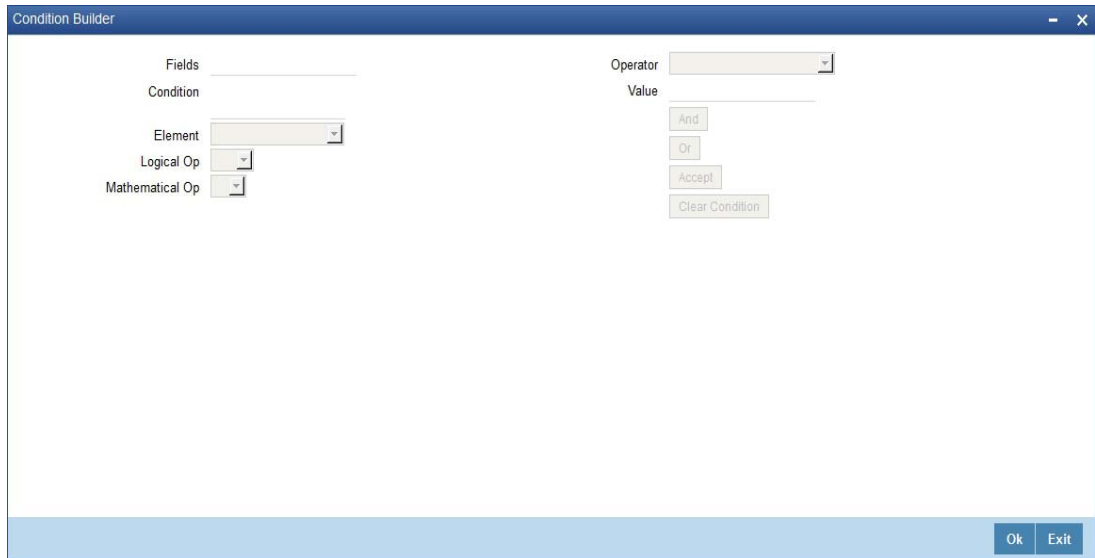 Condition Builder
Fields
Operator
Condition
Value
And
Element
Or
Logical Op
Accept
Mathematical Op
Clear Condition
Ok
Exit